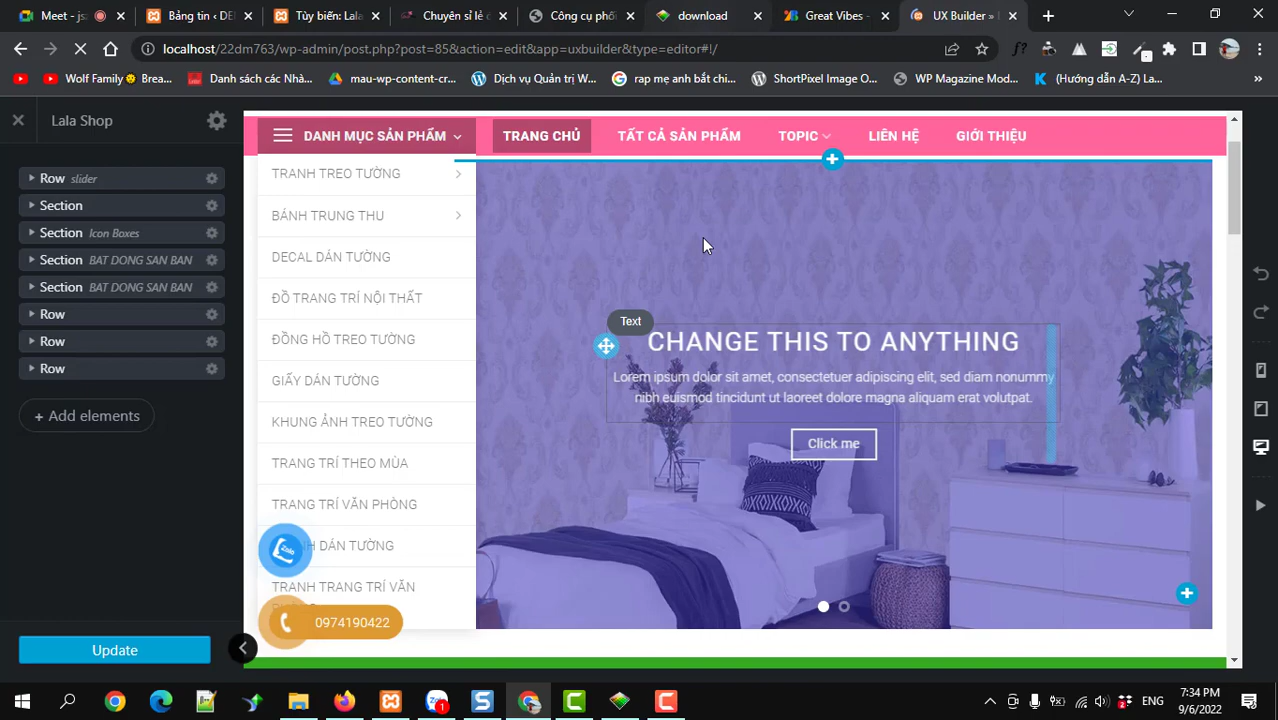 Meet - js
Bảng tin ‹ DE
Tùy biến: Lala
Chuyên sỉ lẻ c
Công cụ phối
download
Great Vibes -
UX Builder »
localhost/22dm763/wp-admin/post.php?post=85&action=edit&app=uxbuilder&type=editor#!/
Wolf Family Brea...
Danh sách các Nhà...
mau-wp-content-cr...
Dịch vụ Quản trị W...
rap mẹ anh bắt chi...
ShortPixel Image O...
WP Magazine Mod...
(Hướng dẫn A-Z) La...
Lala Shop
Row slider
Section
Section Icon Boxes
Section BAT DONG SAN BAN
Section BAT DONG SAN BAN
Row
Row
Row
+ Add elements
Update
DANH MỤC SẢN PHẨM
TRANG CHỦ
TẤT CẢ SẢN PHẨM
TOPIC
LIÊN HỆ
GIỚI THIỆU
TRANH TREO TƯỜNG
BÁNH TRUNG THU
DECAL DÁN TƯỜNG
ĐỒ TRANG TRÍ NỘI THẤT
ĐỒNG HỒ TREO TƯỜNG
GIẤY DÁN TƯỜNG
KHUNG ẢNH TREO TƯỜNG
TRANG TRÍ THEO MÙA
TRANG TRÍ VĂN PHÒNG
DÁN TƯỜNG
TRANH TRANG TRÍ VĂN
Zalo
0974190422
Text
CHANGE THIS TO ANYTHING
Lorem ipsum dolor sit amet, consectetuer adipiscing elit, sed diam nonummy
nibh euismod tincidunt ut laoreet dolore magna aliquam erat volutpat.
Click me
1
2
ENG
7:34 PM
9/6/2022